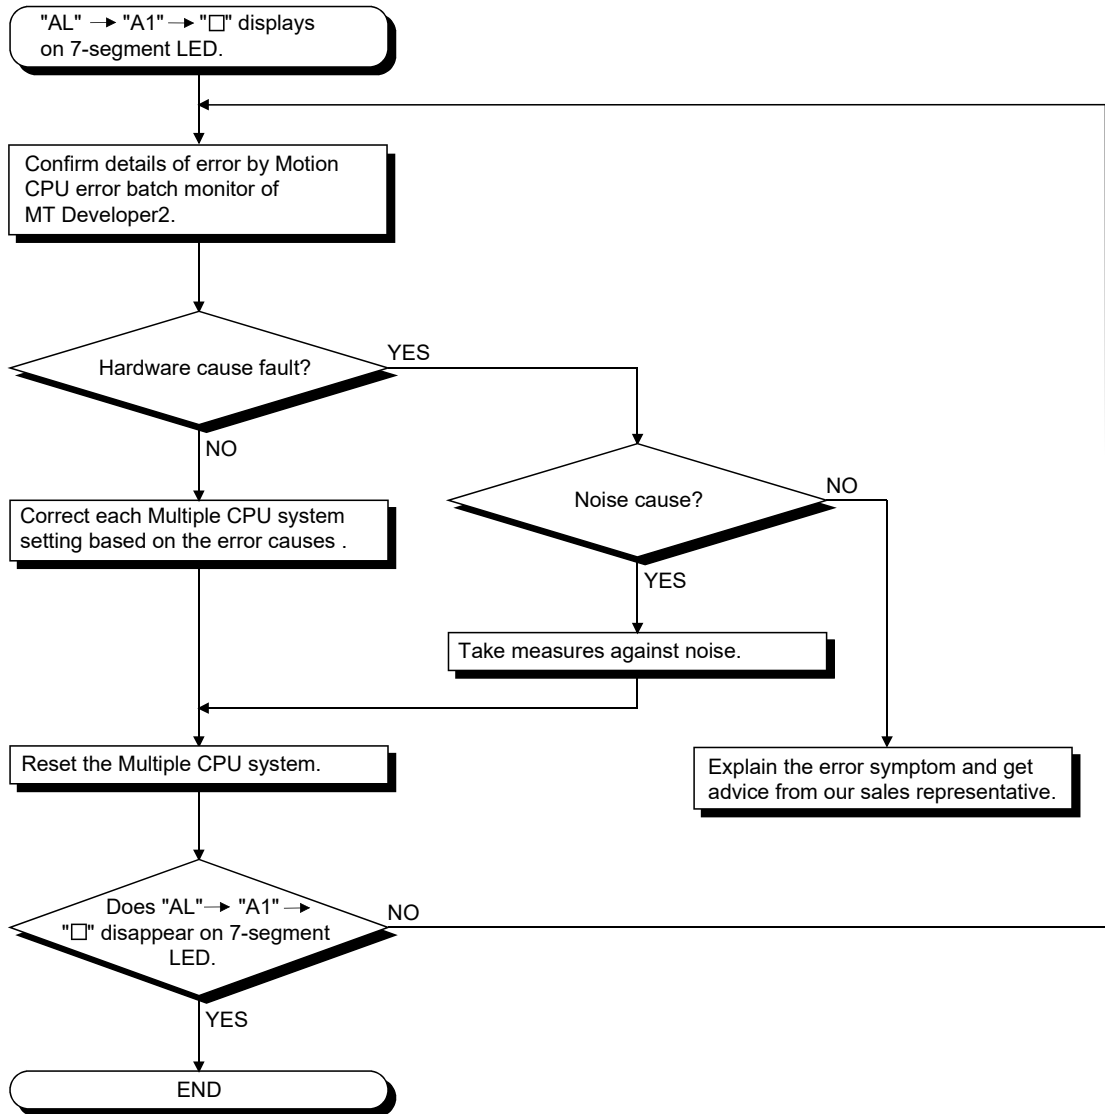 "AL" → "A1" → "□" displays
on 7-segment LED.
Confirm details of error by Motion
CPU error batch monitor of
MT Developer2.
Hardware cause fault?
YES
NO
Noise cause?
NO
Correct each Multiple CPU system
setting based on the error causes .
YES
Take measures against noise.
Reset the Multiple CPU system.
Explain the error symptom and get
advice from our sales representative.
Does "AL" → "A1" →
"□" disappear on 7-segment
LED.
NO
YES
END